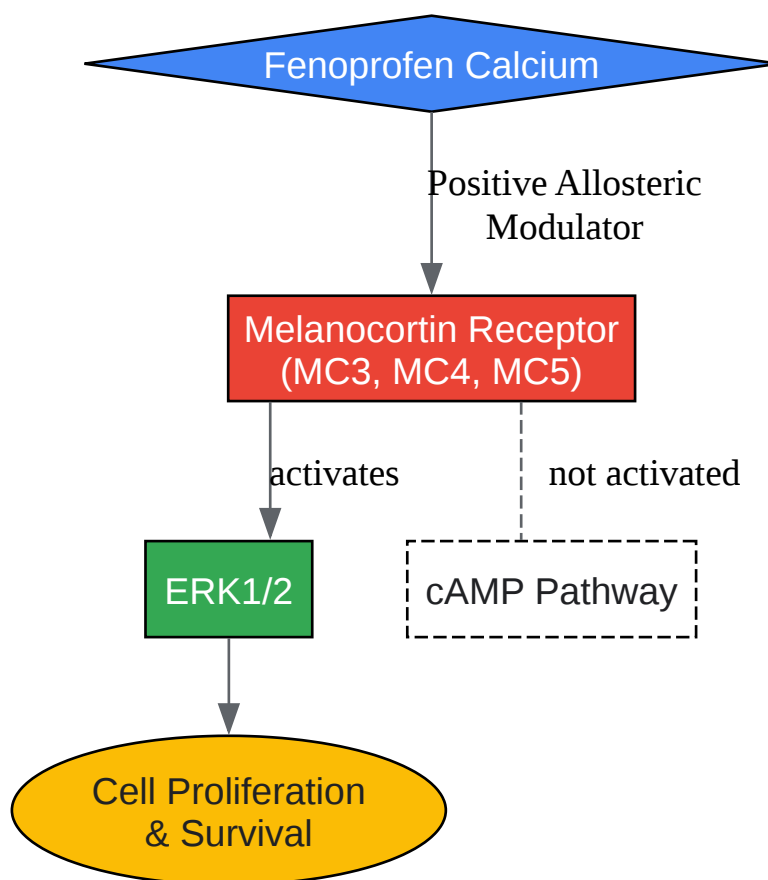 Fenoprofen Calcium
Positive Allosteric
Modulator
Melanocortin Receptor
(MC3, MC4, MC5)
activates
not activated
ERK1/2
cAMP Pathway
Cell Proliferation
& Survival